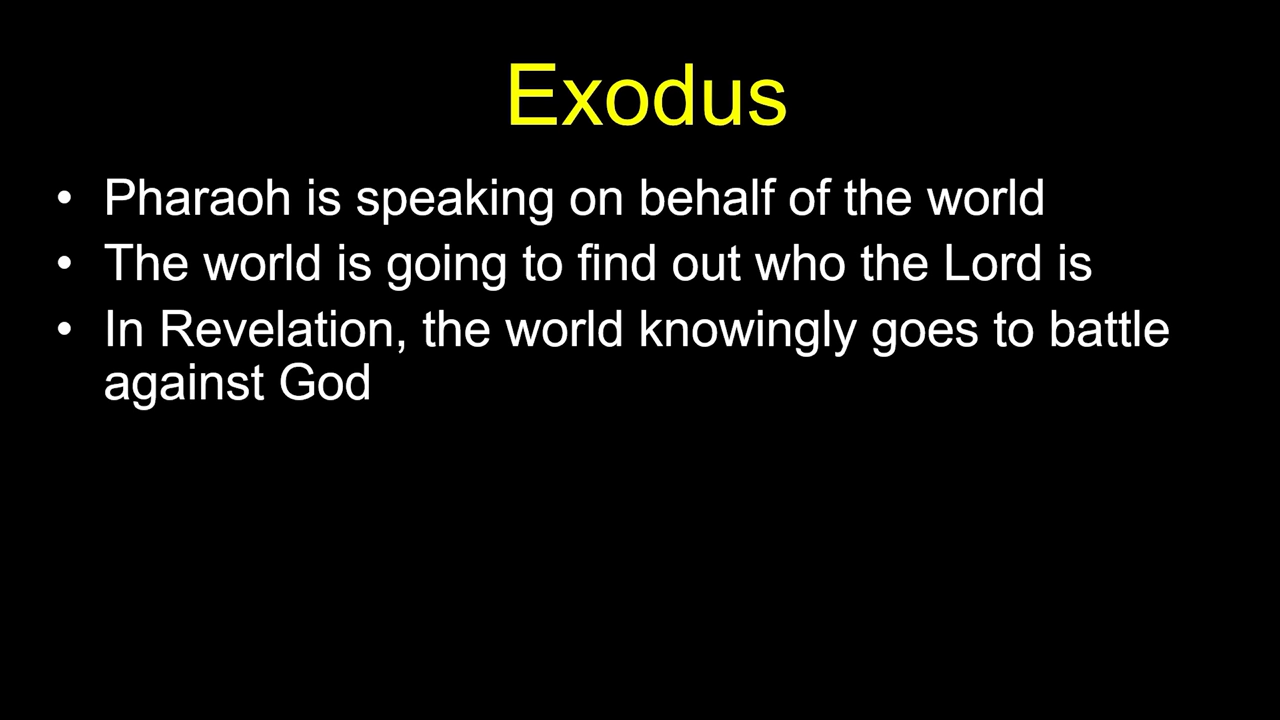 Exodus
• Pharaoh is speaking on behalf of the world
• The world is going to find out who the Lord is
• In Revelation, the world knowingly goes to battle
against God